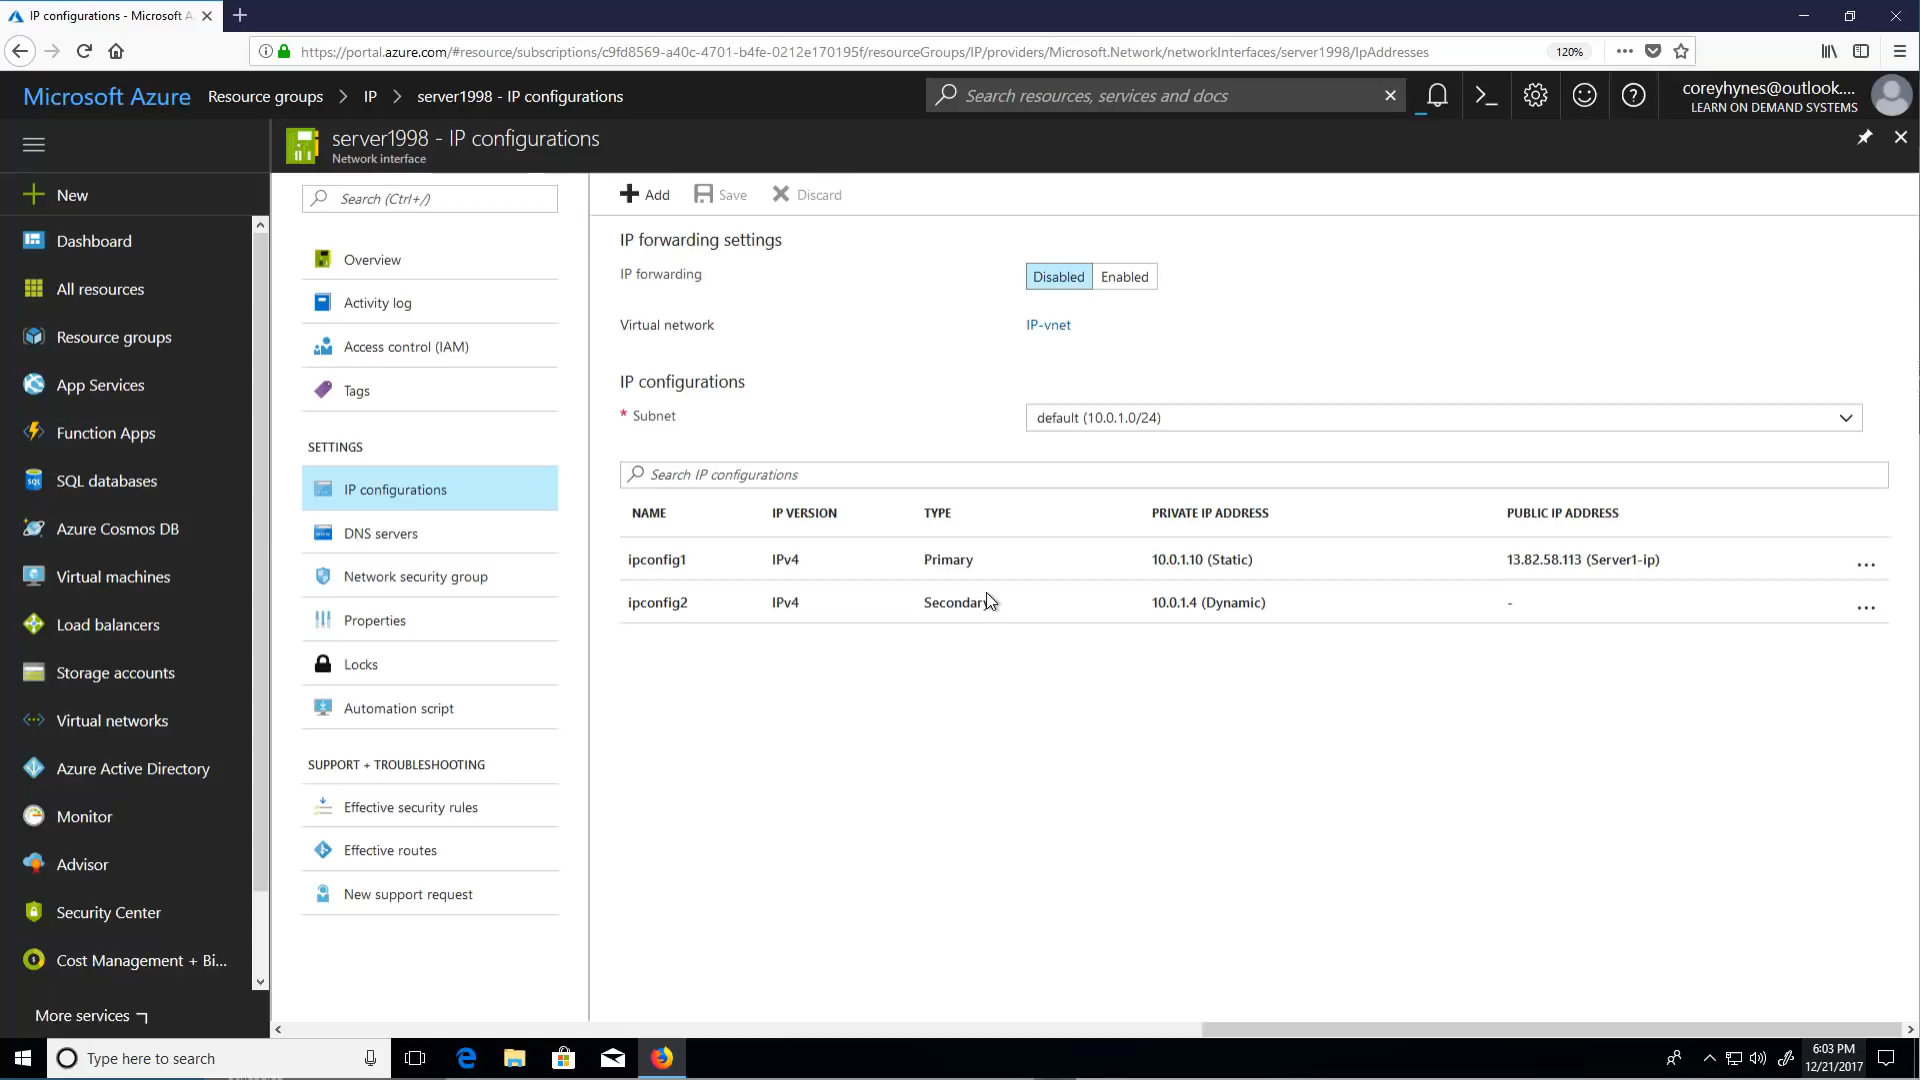 IP configurations - Microsoft A
https://portal.azure.com/#resource/subscriptions/c9fd8569-a40c-4701-b4fe-0212e170195f/resourceGroups/IP/providers/Microsoft.Network/networkInterfaces/server1998/IpAddresses
120%
Microsoft Azure Resource groups > IP > server1998 - IP configurations
Search resources, services and docs
coreyhynes@outlook....
LEARN ON DEMAND SYSTEMS
server1998 - IP configurations
Network interface
New
Dashboard
All resources
Resource groups
App Services
Function Apps
SQL databases
Azure Cosmos DB
Virtual machines
Load balancers
Storage accounts
Virtual networks
Azure Active Directory
Monitor
Advisor
Security Center
Cost Management + Bi...
More services
Search (Ctrl+/)
Overview
Activity log
Access control (IAM)
Tags
SETTINGS
IP configurations
DNS servers
Network security group
Properties
Locks
Automation script
SUPPORT + TROUBLESHOOTING
Effective security rules
Effective routes
New support request
Add Save Discard
IP forwarding settings
IP forwarding Disabled Enabled
Virtual network IP-vnet
IP configurations
* Subnet default (10.0.1.0/24)
Search IP configurations
NAME IP VERSION TYPE PRIVATE IP ADDRESS PUBLIC IP ADDRESS
ipconfig1 IPv4 Primary 10.0.1.10 (Static) 13.82.58.113 (Server1-ip) ...
ipconfig2 IPv4 Secondary 10.0.1.4 (Dynamic) - ...
Type here to search
6:03 PM
12/21/2017